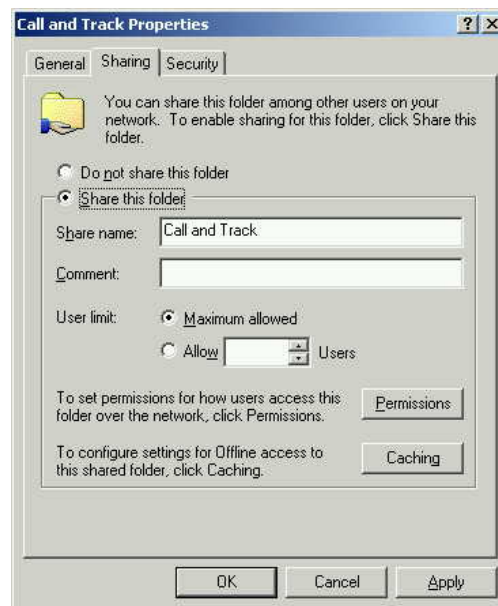 Call and Track Properties
General Sharing Security
You can share this folder among other users on your
network. To enable sharing for this folder, click Share this
folder.
Do not share this folder
Share this folder
Share name: Call and Track
Comment:
User limit: Maximum allowed
Allow Users
To set permissions for how users access this
folder over the network, click Permissions.
Permissions
To configure settings for Offline access to
this shared folder, click Caching.
Caching
OK Cancel Apply